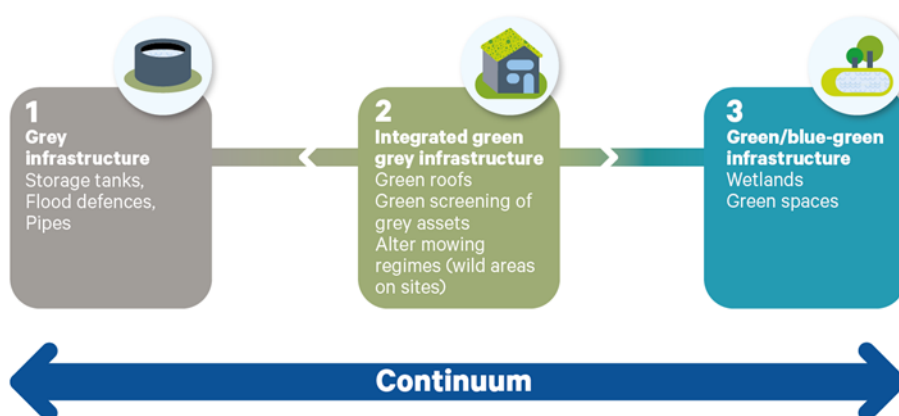 1
Grey
infrastructure
Storage tanks,
Flood defences,
Pipes
2
Integrated green
grey infrastructure
Green roofs
Green screening of
grey assets
Alter mowing
regimes (wild areas
on sites)
3
Green/blue-green
infrastructure
Wetlands
Green spaces
Continuum